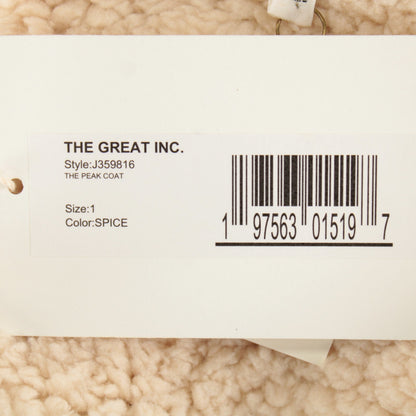 THE GREAT INC.
Style:J359816
THE PEAK COAT
Size:1
Color:SPICE
1 97563 01519 7